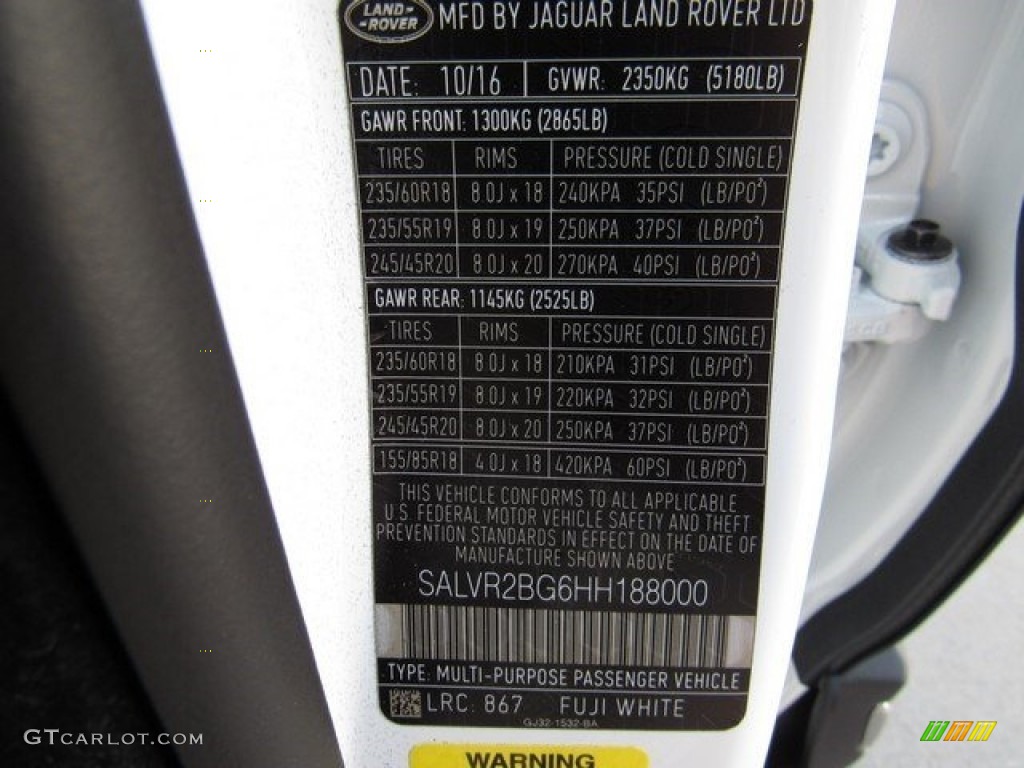 LAND-
-ROVER
MFD BY JAGUAR LAND ROVER LTD
DATE: 10/16 GVWR: 2350KG (5180LB)
GAWR FRONT: 1300KG (2865LB)
TIRES RIMS PRESSURE (COLD SINGLE)
235/60R18 8.0J x 18 240KPA 35PSI (LB/PO²)
235/55R19 8.0J x 19 250KPA 37PSI (LB/PO²)
245/45R20 8.0J x 20 270KPA 40PSI (LB/PO²)
GAWR REAR: 1145KG (2525LB)
TIRES RIMS PRESSURE (COLD SINGLE)
235/60R18 8.0J x 18 210KPA 31PSI (LB/PO²)
235/55R19 8.0J x 19 220KPA 32PSI (LB/PO²)
245/45R20 8.0J x 20 250KPA 37PSI (LB/PO²)
155/85R18 4.0J x 18 420KPA 60PSI (LB/PO²)
THIS VEHICLE CONFORMS TO ALL APPLICABLE
U.S. FEDERAL MOTOR VEHICLE SAFETY AND THEFT
PREVENTION STANDARDS IN EFFECT ON THE DATE OF
MANUFACTURE SHOWN ABOVE
SALVR2BG6HH188000
TYPE: MULTI-PURPOSE PASSENGER VEHICLE
LRC: 867 FUJI WHITE
GJ32-1532-BA
WARNING
GTCARLOT.COM